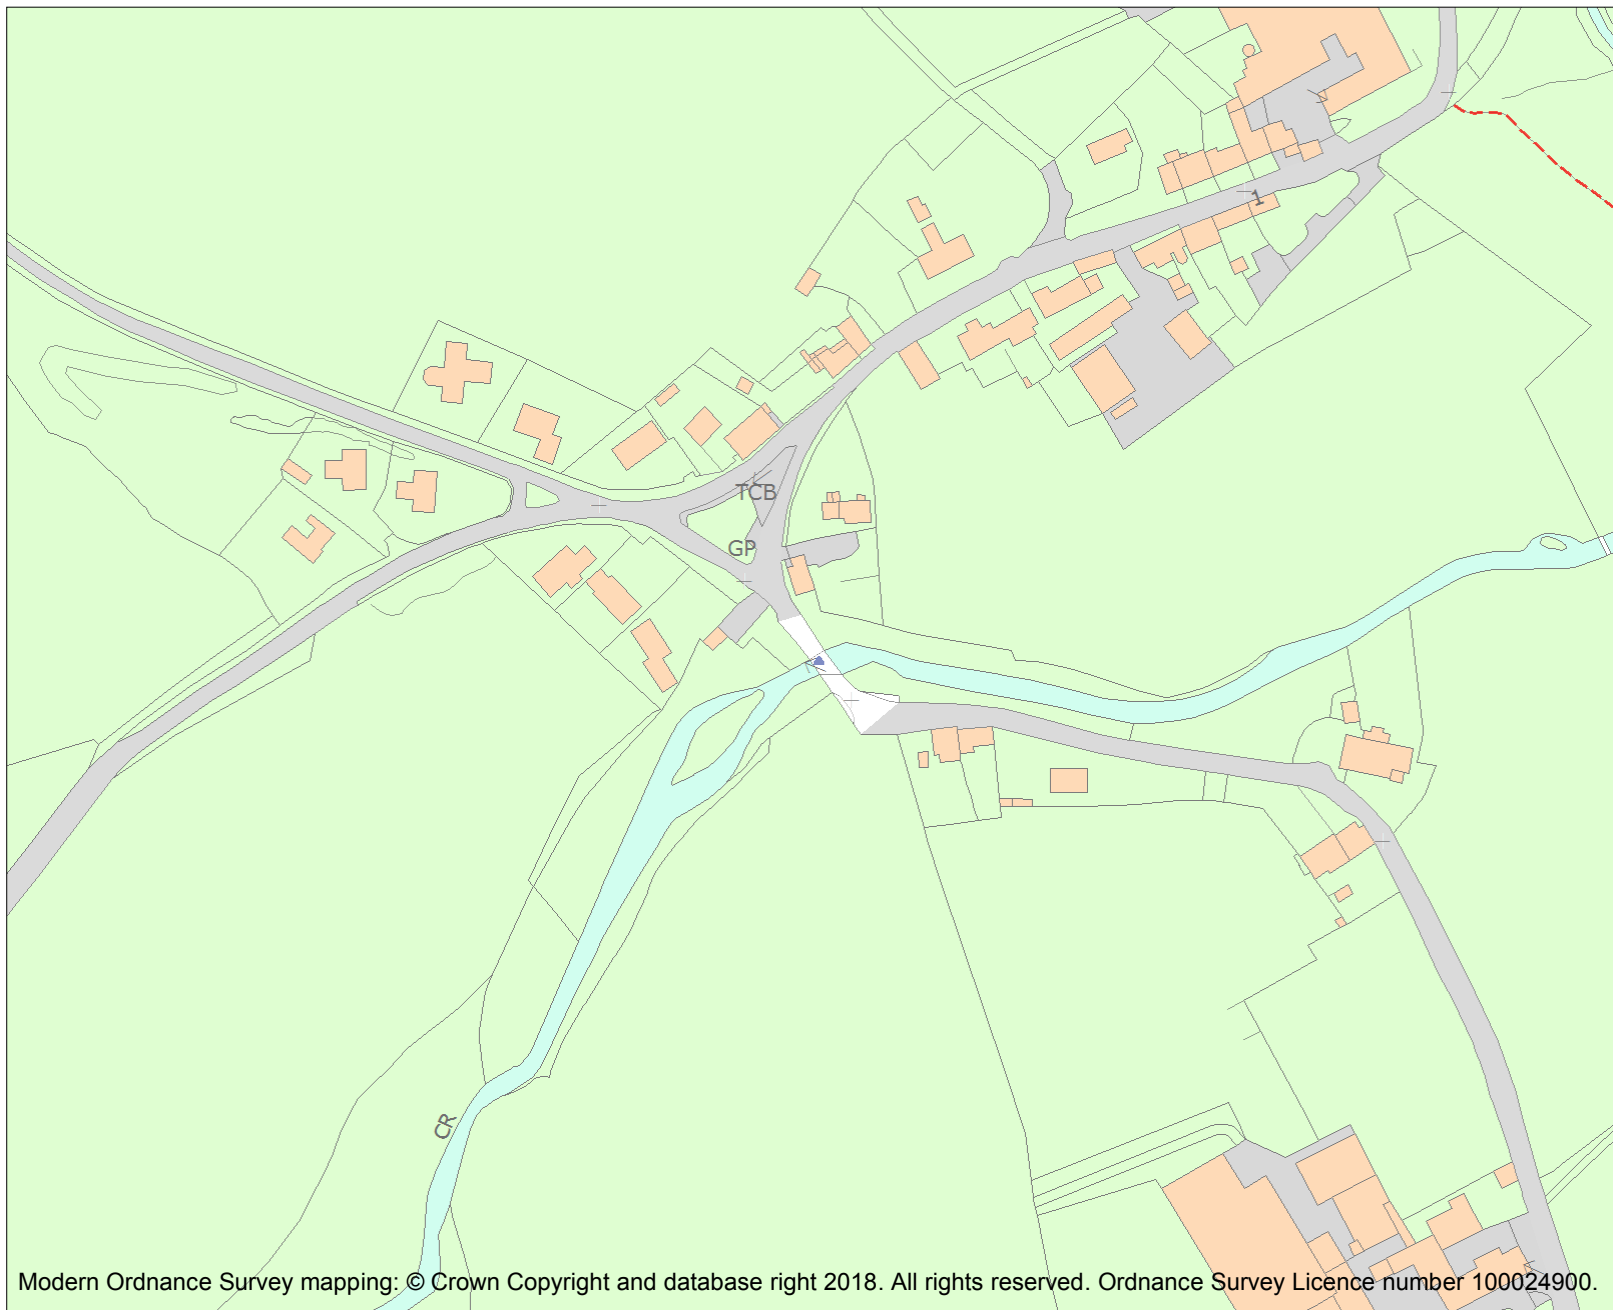 1
TCB
GP
CR
Modern Ordnance Survey mapping: © Crown Copyright and database right 2018. All rights reserved. Ordnance Survey Licence number 100024900.